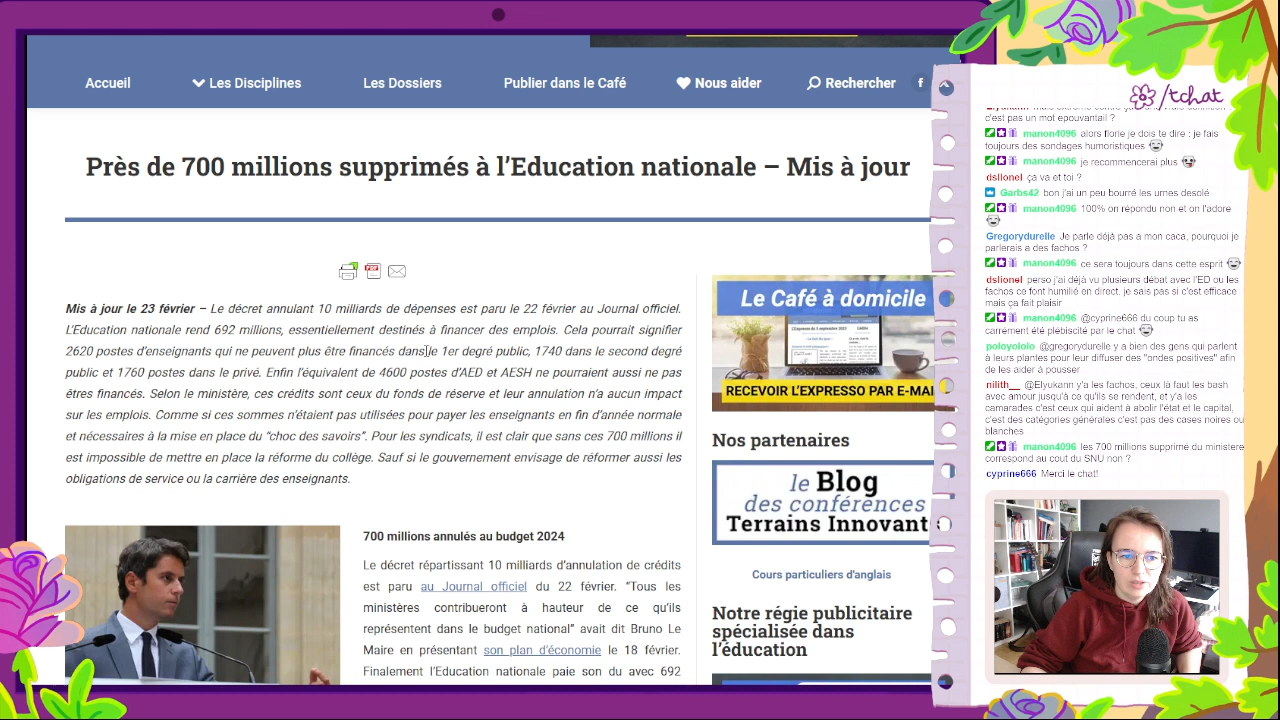 Accueil
Les Disciplines
Les Dossiers
Publier dans le Café
Nous aider
Rechercher
f
Près de 700 millions supprimés à l'Education nationale – Mis à jour
PDF
Mis à jour le 23 février – Le décret annulant 10 milliards de dépenses est paru le 22 février au Journal officiel.
L'Education nationale rend 692 millions, essentiellement destinés à financer des emplois. Cela pourrait signifier
2620 enseignants qui ne peuvent plus être financés dans le 1er degré public, 1740 dans le second degré
public et 1760 postes dans le privé. Enfin l'équivalent de 4600 postes d'AED et AESH ne pourraient aussi ne pas
êtres financés. Selon le ministère, ces crédits sont ceux du fonds de réserve et leur annulation n'a aucun impact
sur les emplois. Comme si ces sommes n'étaient pas utilisées pour payer les enseignants en fin d'année normale
et nécessaires à la mise en place du "choc des savoirs". Pour les syndicats, il est clair que sans ces 700 millions il
est impossible de mettre en place la réforme du collège. Sauf si le gouvernement envisage de réformer aussi les
obligations de service ou la carrière des enseignants.
700 millions annulés au budget 2024
Le décret répartissant 10 milliards d'annulation de crédits
est paru au Journal officiel du 22 février. "Tous les
ministères contribueront à hauteur de ce qu'ils
représentent dans le budget national" avait dit Bruno Le
Maire en présentant son plan d'économie le 18 février.
Finalement l'Education nationale paie son du avec 692
Le Café à domicile
RECEVOIR L'EXPRESSO PAR E-MAI
Nos partenaires
le Blog
des conférences
Terrains Innovants
Cours particuliers d'anglais
Notre régie publicitaire
spécialisée dans
l'éducation
/tchat
c'est pas un mot epouvantail ?
manon4096 alors florie je dois te dire : je fais
toujours des sondages humoristiques
manon4096 je recommencerai plus
dslionel ça va et toi ?
Garbs42 bon j'ai un peu bourré les urnes desolé
manon4096 100% on répondu non et on l'adore
Gregorydurelle Je parle déjà pas a mon caca, pourquoi je
parlerais a des fachos ?
manon4096 ce sera toujours dans cette esprit
dslionel perso j'ai déjà vu plusieurs débat avec l'ED ou les
fachos ce font humilié en direct, je sais pas si c'est efficace
mais ça fait plaisir
manon4096 @cyprine666 du coup tu as
carrément été plébiscité par le chat
poloyololo @gregorydurelle y a bien des gens qui parlent
à leurs plantes pour leur diffuser des "ondes positives" afin
de les aider à pousser
nilith__ @Elyukann y'a les fachos, ceux là faut les bash
avec amour jusqu'à ce qu'ils se rendent, et y'a les
camarades c'est ceux qui aident à abolir l'état et le capital,
c'est des catégories générales c'est pas des cases noires ou
blanches
manon4096 les 700 millions supprimé du ministere
correspond au cout du SNU non ?
cyprine666 Merci le chat!